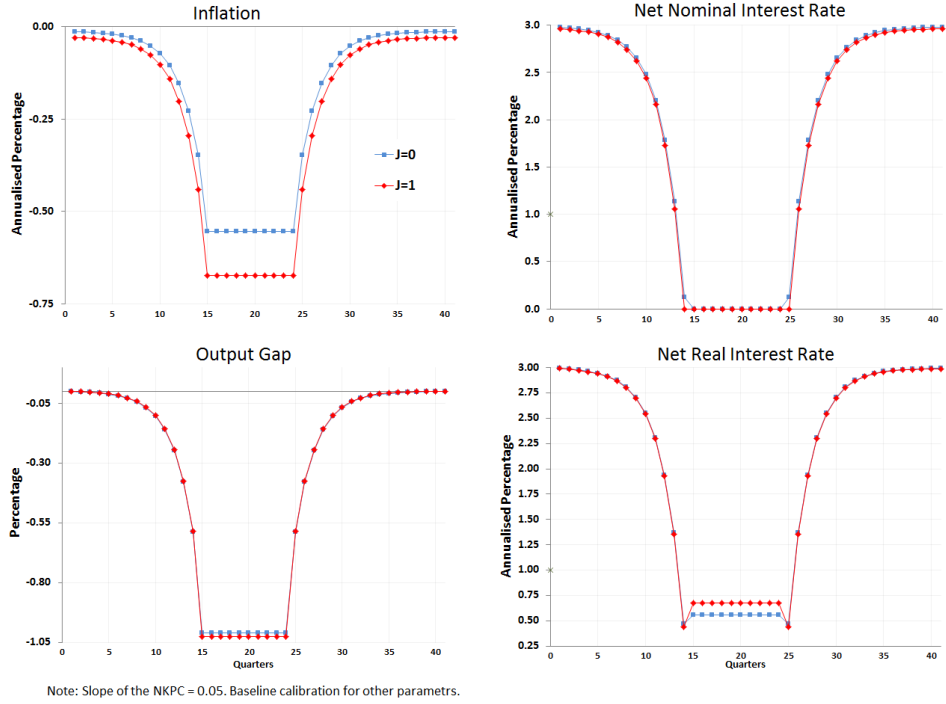 Inflation
0.00
-0.25
-0.50
-0.75
Annualised Percentage
0 5 10 15 20 25 30 35 40
J=0
J=1
Net Nominal Interest Rate
3.0
2.5
2.0
1.5
1.0
0.5
0.0
Annualised Percentage
0 5 10 15 20 25 30 35 40
Output Gap
-0.05
-0.30
-0.55
-0.80
-1.05
Percentage
0 5 10 15 20 25 30 35 40
Quarters
Net Real Interest Rate
3.00
2.75
2.50
2.25
2.00
1.75
1.50
1.25
1.00
0.75
0.50
0.25
Annualised Percentage
0 5 10 15 20 25 30 35 40
Quarters
Note: Slope of the NKPC = 0.05. Baseline calibration for other parametrs.